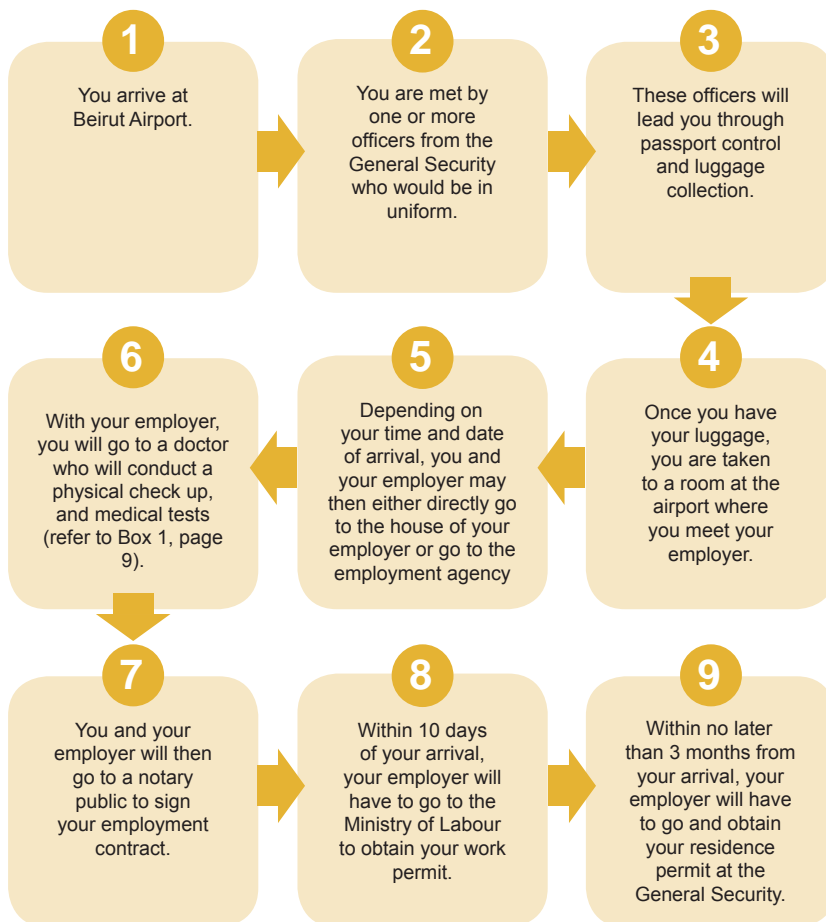 1
You arrive at
Beirut Airport.
2
You are met by
one or more
officers from the
General Security
who would be in
uniform.
3
These officers will
lead you through
passport control
and luggage
collection.
4
Once you have
your luggage,
you are taken
to a room at the
airport where
you meet your
employer.
5
Depending on
your time and date
of arrival, you and
your employer may
then either directly go
to the house of your
employer or go to the
employment agency
6
With your employer,
you will go to a doctor
who will conduct a
physical check up,
and medical tests
(refer to Box 1, page
9).
7
You and your
employer will then
go to a notary
public to sign
your employment
contract.
8
Within 10 days
of your arrival,
your employer will
have to go to the
Ministry of Labour
to obtain your work
permit.
9
Within no later
than 3 months from
your arrival, your
employer will have
to go and obtain
your residence
permit at the
General Security.